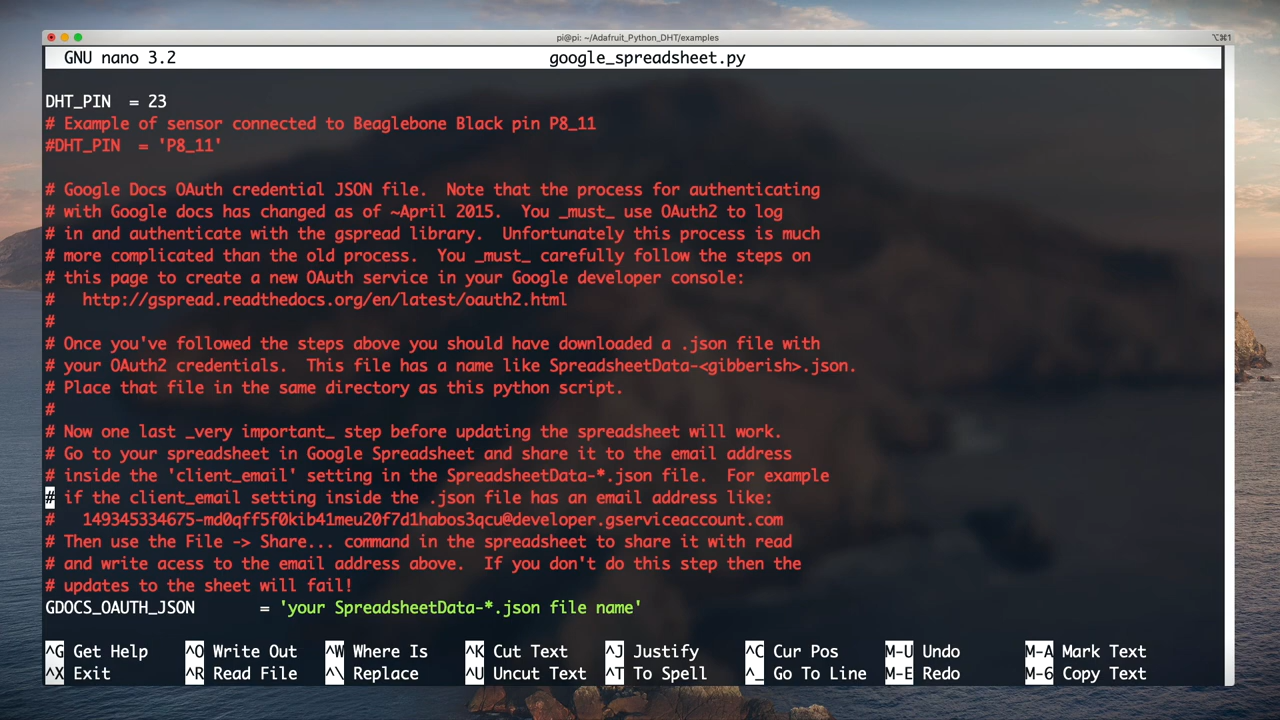 pi@pi: ~/Adafruit_Python_DHT/examples
⌥⌘1
GNU nano 3.2 google_spreadsheet.py
DHT_PIN = 23
# Example of sensor connected to Beaglebone Black pin P8_11
#DHT_PIN = 'P8_11'
# Google Docs OAuth credential JSON file. Note that the process for authenticating
# with Google docs has changed as of ~April 2015. You _must_ use OAuth2 to log
# in and authenticate with the gspread library. Unfortunately this process is much
# more complicated than the old process. You _must_ carefully follow the steps on
# this page to create a new OAuth service in your Google developer console:
# http://gspread.readthedocs.org/en/latest/oauth2.html
#
# Once you've followed the steps above you should have downloaded a .json file with
# your OAuth2 credentials. This file has a name like SpreadsheetData-<gibberish>.json.
# Place that file in the same directory as this python script.
#
# Now one last _very important_ step before updating the spreadsheet will work.
# Go to your spreadsheet in Google Spreadsheet and share it to the email address
# inside the 'client_email' setting in the SpreadsheetData-*.json file. For example
# if the client_email setting inside the .json file has an email address like:
# 149345334675-md0qff5f0kib41meu20f7d1habos3qcu@developer.gserviceaccount.com
# Then use the File -> Share... command in the spreadsheet to share it with read
# and write acess to the email address above. If you don't do this step then the
# updates to the sheet will fail!
GDOCS_OAUTH_JSON = 'your SpreadsheetData-*.json file name'
^G Get Help ^O Write Out ^W Where Is ^K Cut Text ^J Justify ^C Cur Pos M-U Undo M-A Mark Text
^X Exit ^R Read File ^\ Replace ^U Uncut Text ^T To Spell ^_ Go To Line M-E Redo M-6 Copy Text